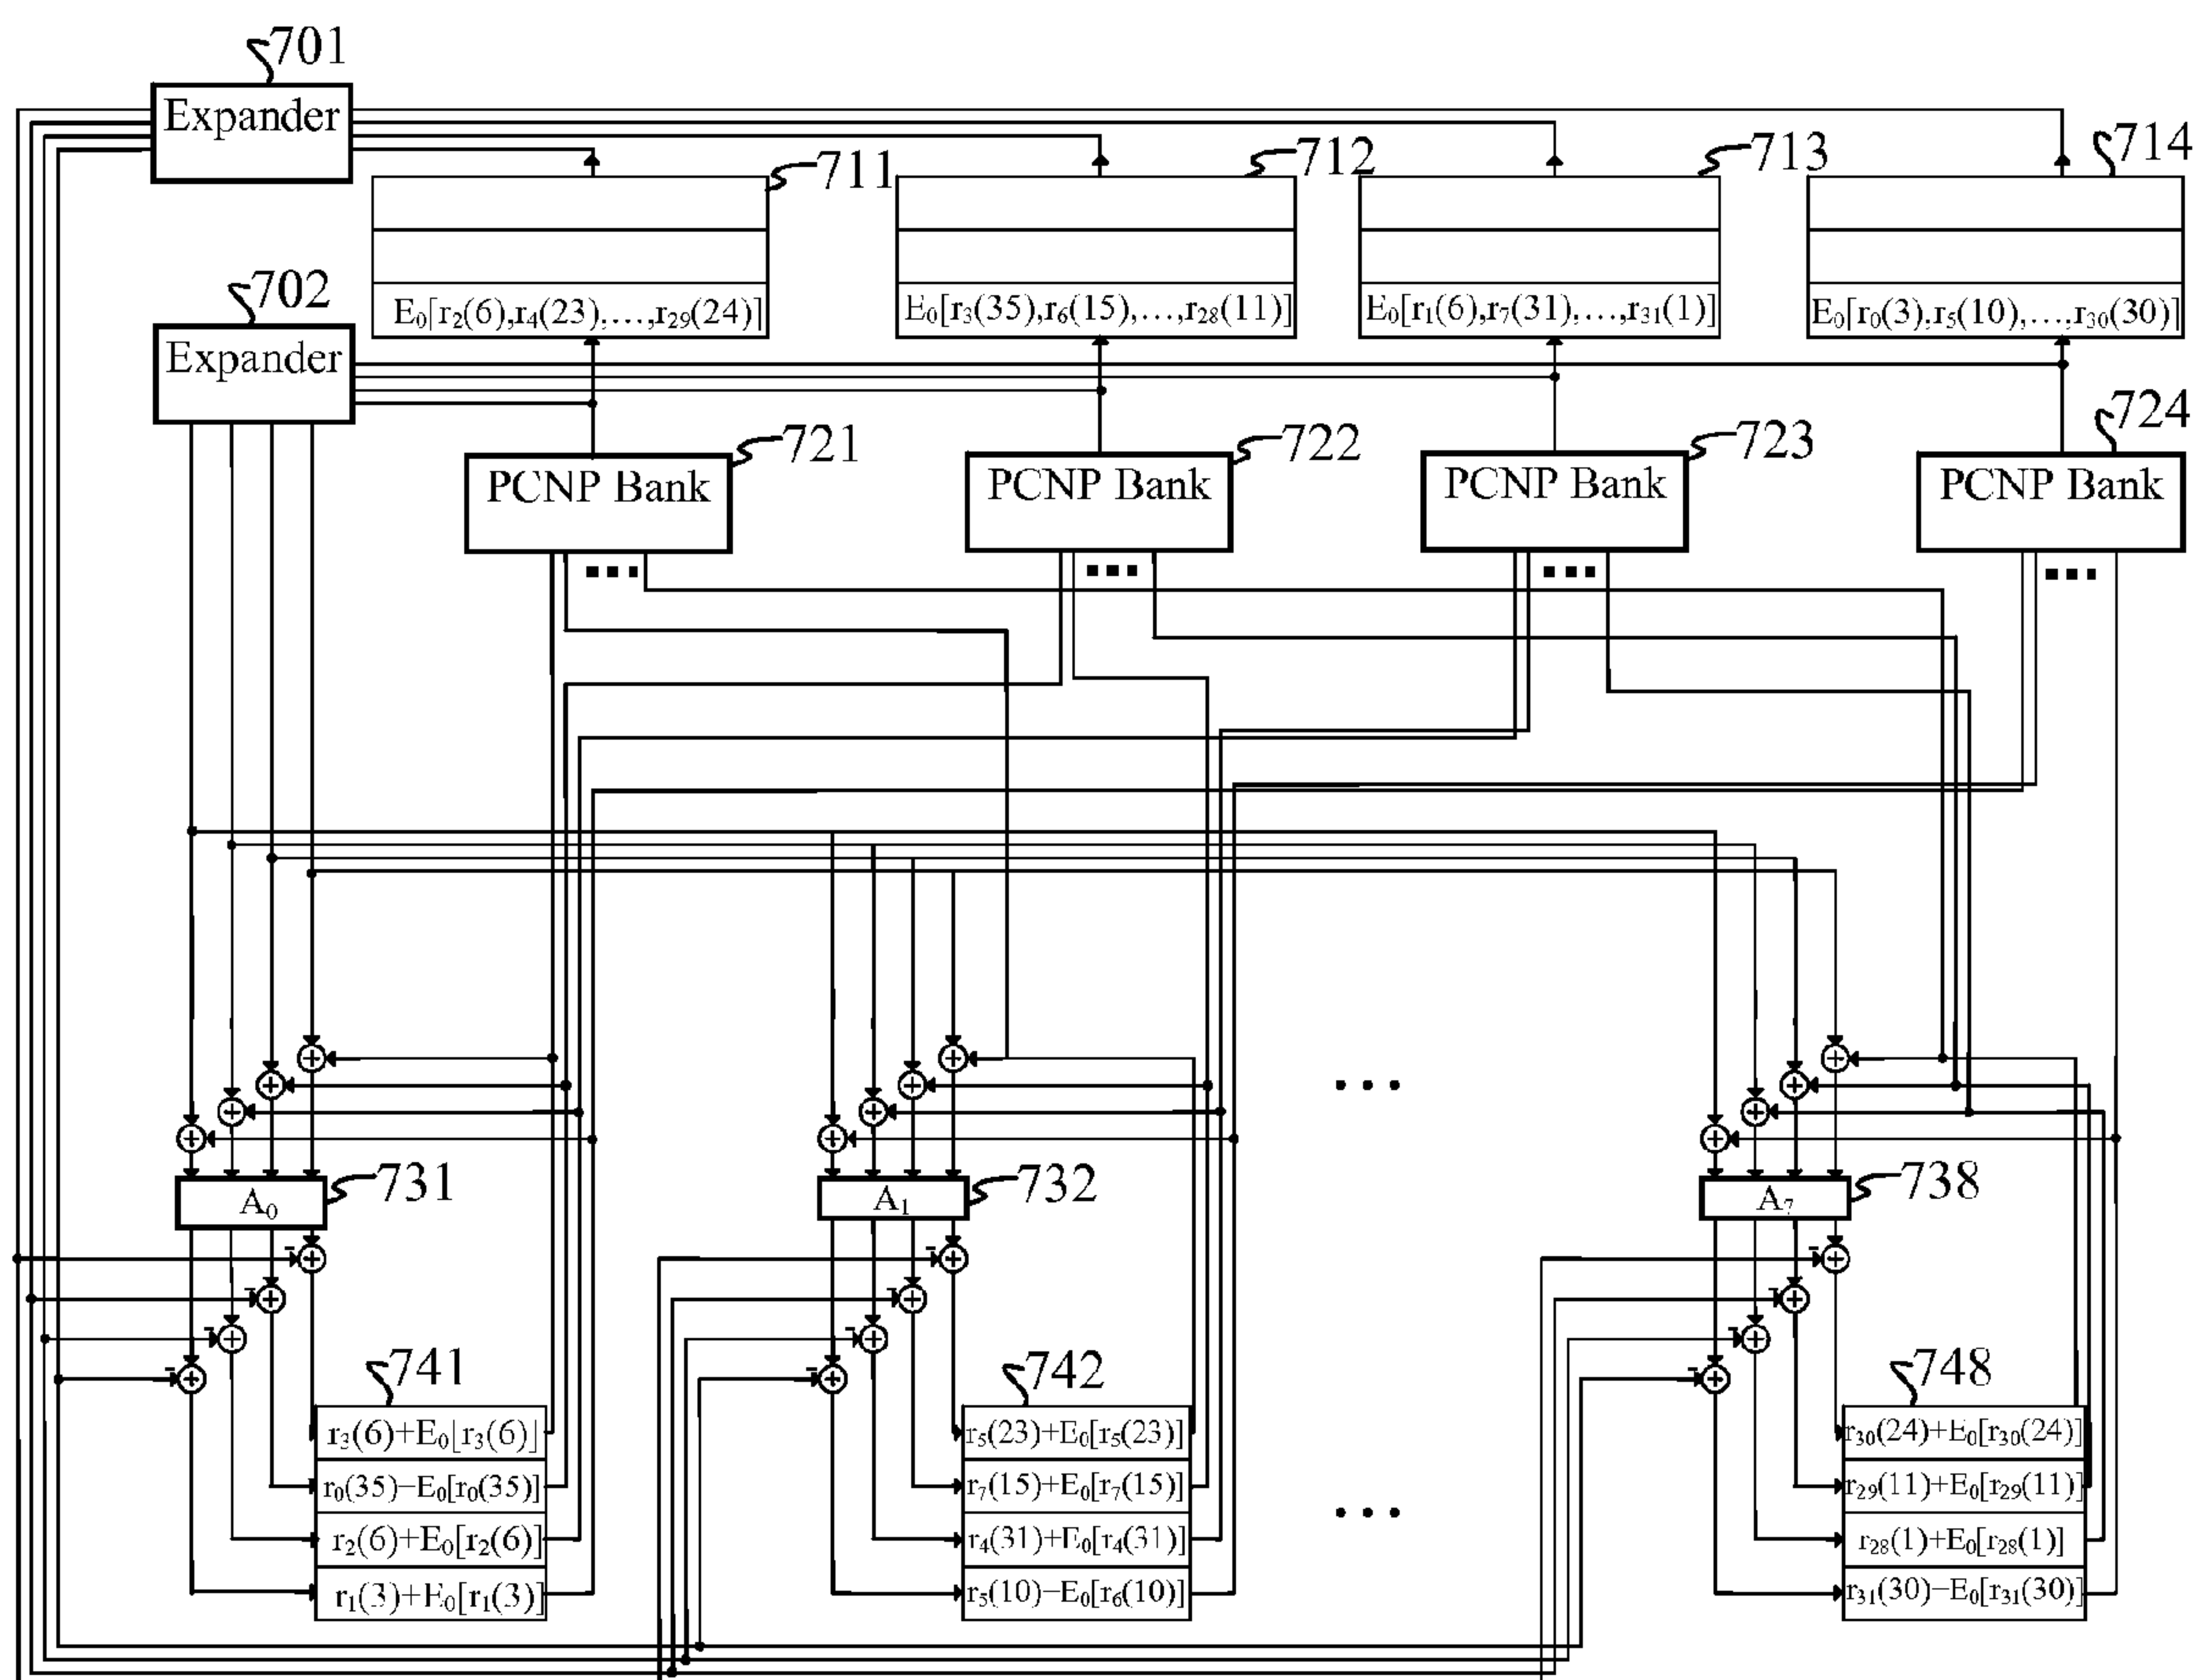 701
Expander
711
712
713
714
702
E₀[r₂(6),r₄(23),…,r₂₉(24)]
E₀[r₃(35),r₆(15),…,r₂₈(11)]
E₀[r₁(6),r₇(31),…,r₃₁(1)]
E₀[r₀(3),r₅(10),…,r₃₀(30)]
Expander
721
722
723
724
PCNP Bank
PCNP Bank
PCNP Bank
PCNP Bank
...
...
...
...
...
731
732
738
A₀
A₁
A₇
741
742
748
r₃(6)+E₀[r₃(6)]
r₅(23)+E₀[r₅(23)]
r₃₀(24)+E₀[r₃₀(24)]
r₀(35)−E₀[r₀(35)]
r₇(15)+E₀[r₇(15)]
...
r₂₉(11)+E₀[r₂₉(11)]
r₂(6)+E₀[r₂(6)]
r₄(31)+E₀[r₄(31)]
r₂₈(1)+E₀[r₂₈(1)]
r₁(3)+E₀[r₁(3)]
r₅(10)−E₀[r₆(10)]
r₃₁(30)−E₀[r₃₁(30)]